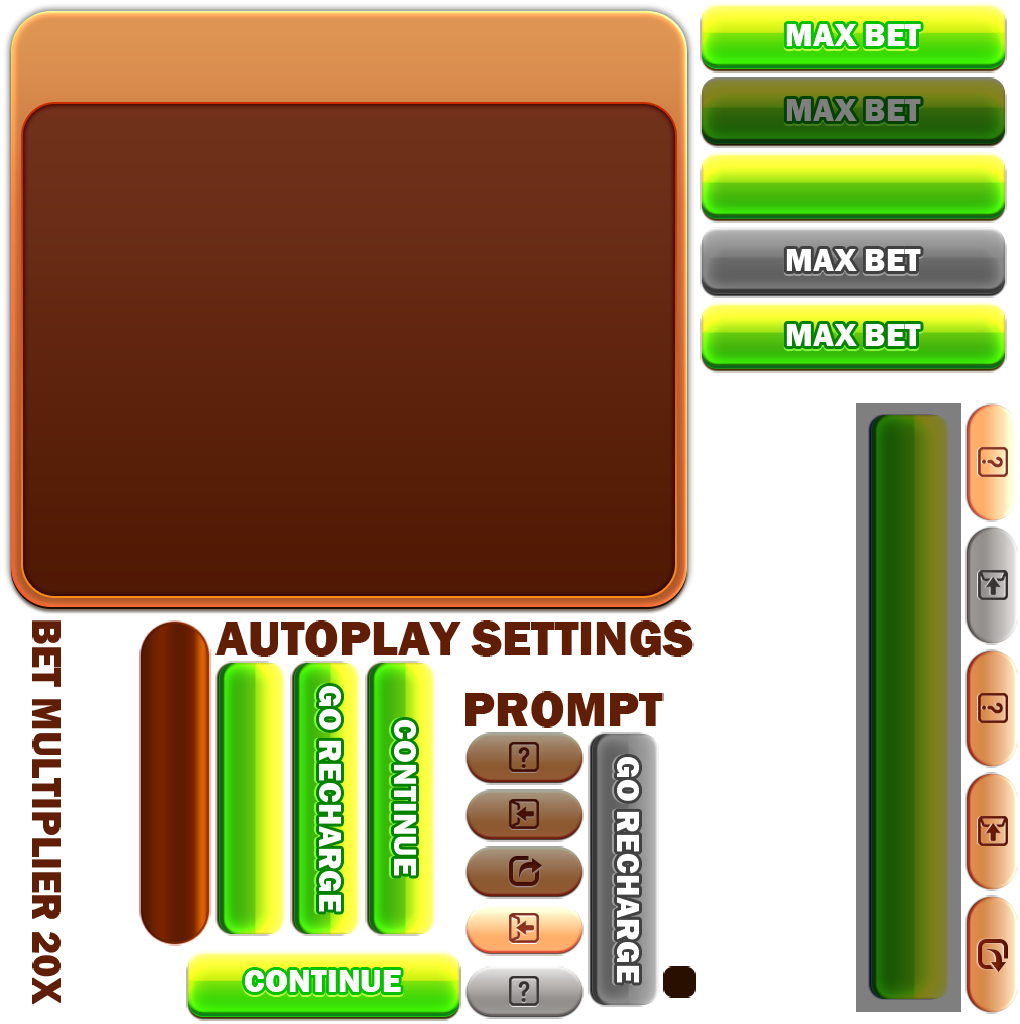 MAX BET
MAX BET
MAX BET
MAX BET
?
AUTOPLAY SETTINGS
BET MULTIPLIER 20X
GO RECHARGE
CONTINUE
PROMPT
?
?
GO RECHARGE
CONTINUE
?